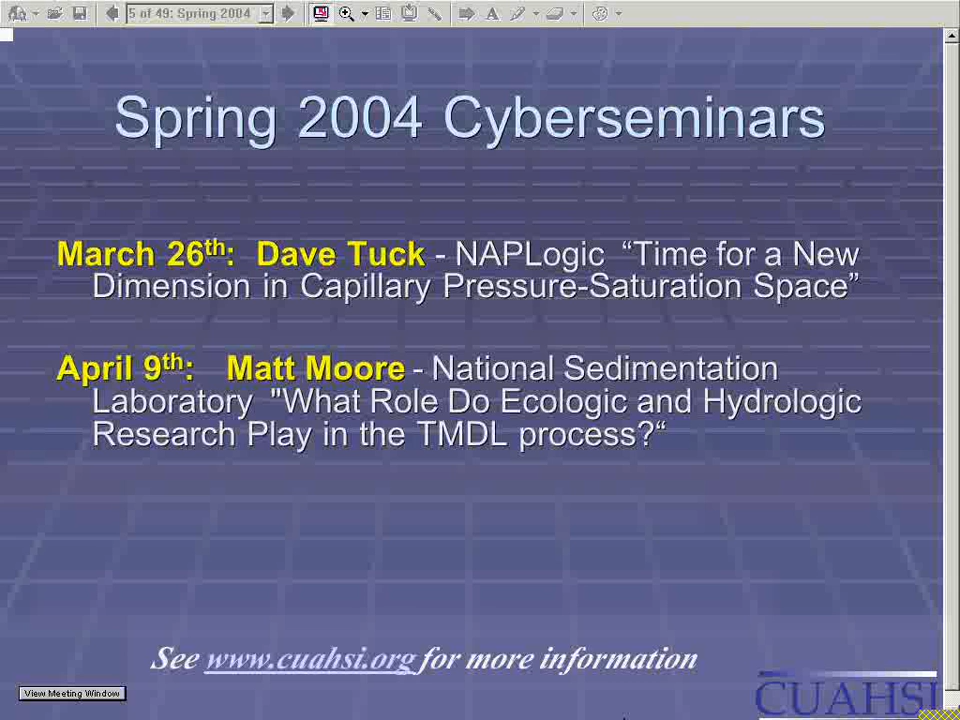 5 of 49: Spring 2004
Spring 2004 Cyberseminars
March 26th: Dave Tuck - NAPLogic “Time for a New
Dimension in Capillary Pressure-Saturation Space”
April 9th: Matt Moore - National Sedimentation
Laboratory "What Role Do Ecologic and Hydrologic
Research Play in the TMDL process?“
See www.cuahsi.org for more information
View Meeting Window
CUAHSI